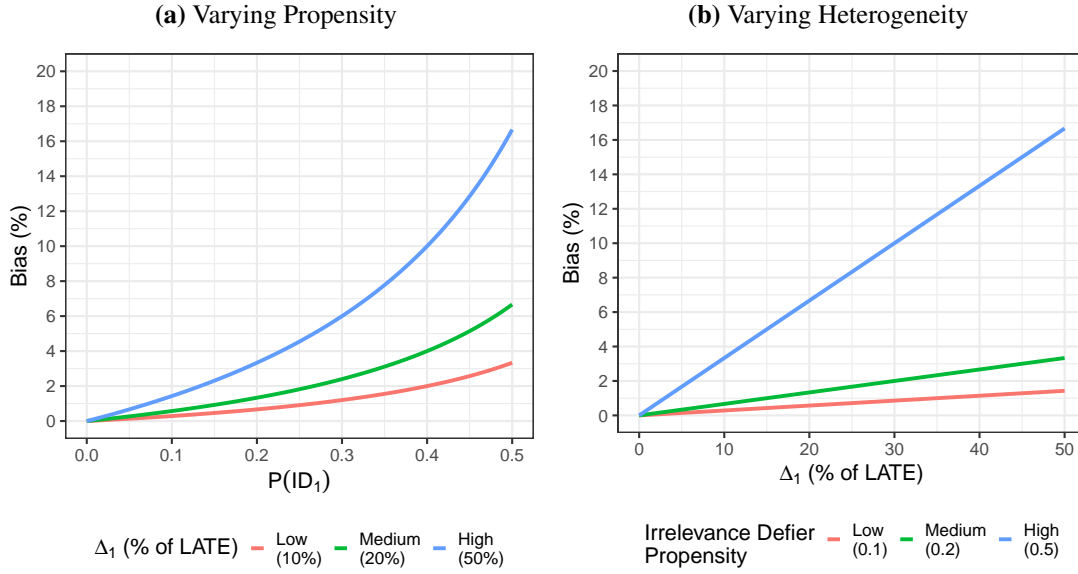 (a) Varying Propensity
Bias (%)
20
18
16
14
12
10
8
6
4
2
0
0.0 0.1 0.2 0.3 0.4 0.5
P(ID₁)
Δ₁ (% of LATE) Low (10%) Medium (20%) High (50%)
(b) Varying Heterogeneity
Bias (%)
20
18
16
14
12
10
8
6
4
2
0
0 10 20 30 40 50
Δ₁ (% of LATE)
Irrelevance Defier
Propensity
Low (0.1) Medium (0.2) High (0.5)